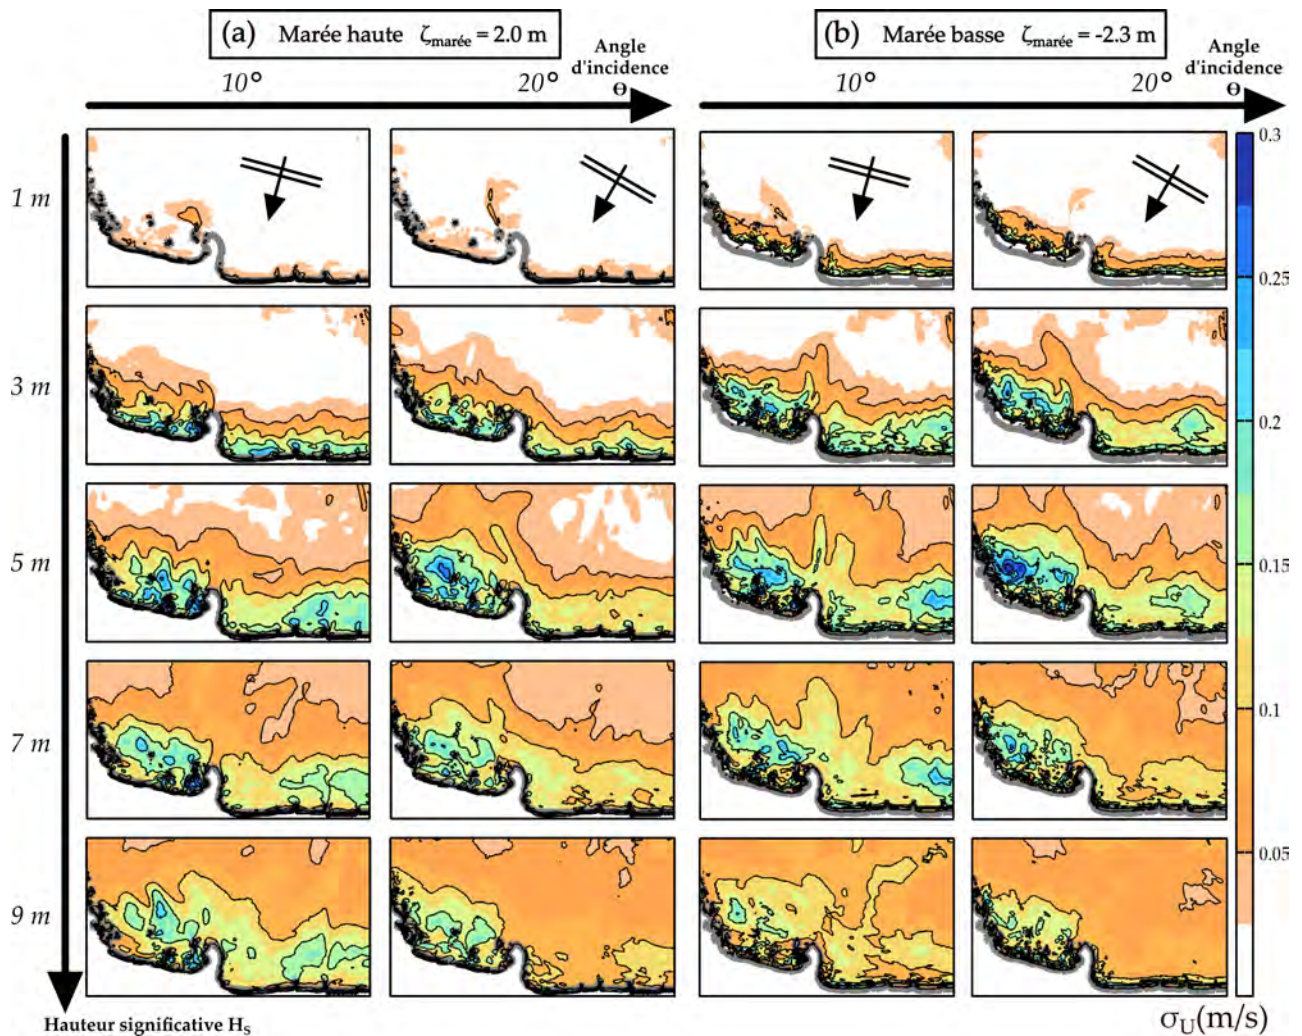 (a) Marée haute ζmarée = 2.0 m
Angle
d'incidence
10° 20° Θ
(b) Marée basse ζmarée = -2.3 m
Angle
d'incidence
10° 20° Θ
1 m
3 m
5 m
7 m
9 m
Hauteur significative HS
0.3
0.25
0.2
0.15
0.1
0.05
σU(m/s)